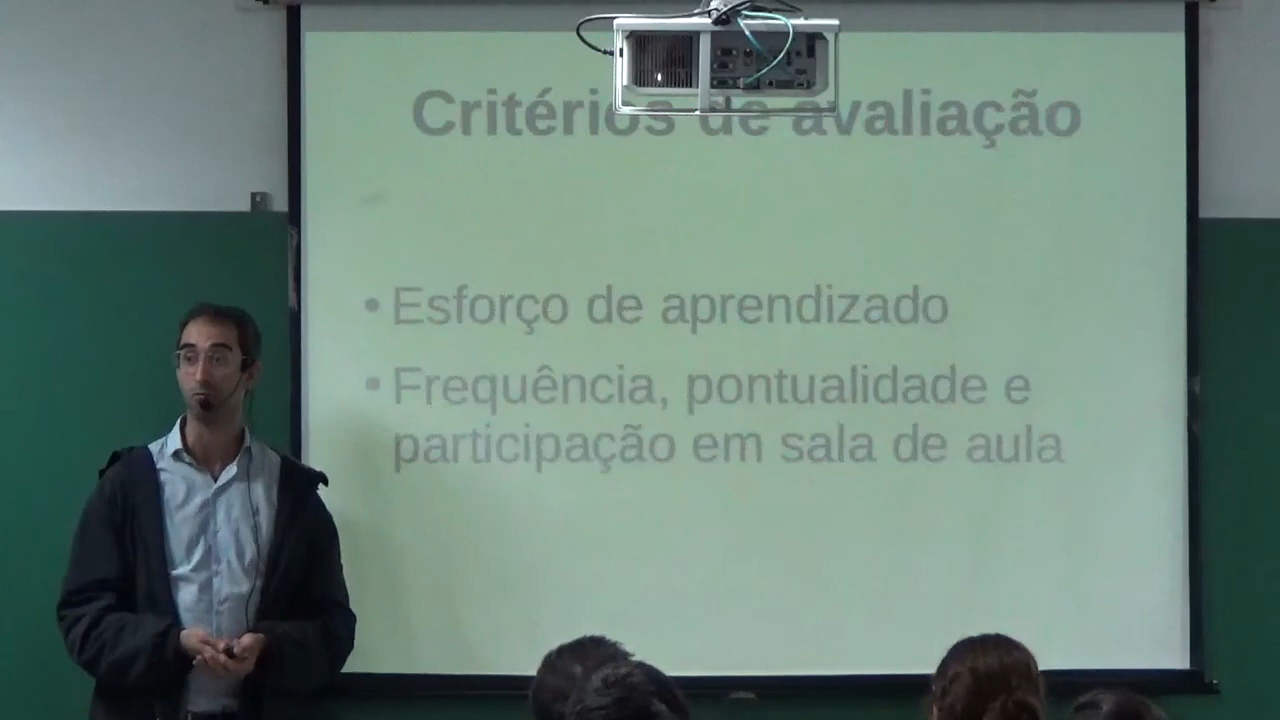 Critérios de avaliação
• Esforço de aprendizado
• Frequência, pontualidade e
participação em sala de aula